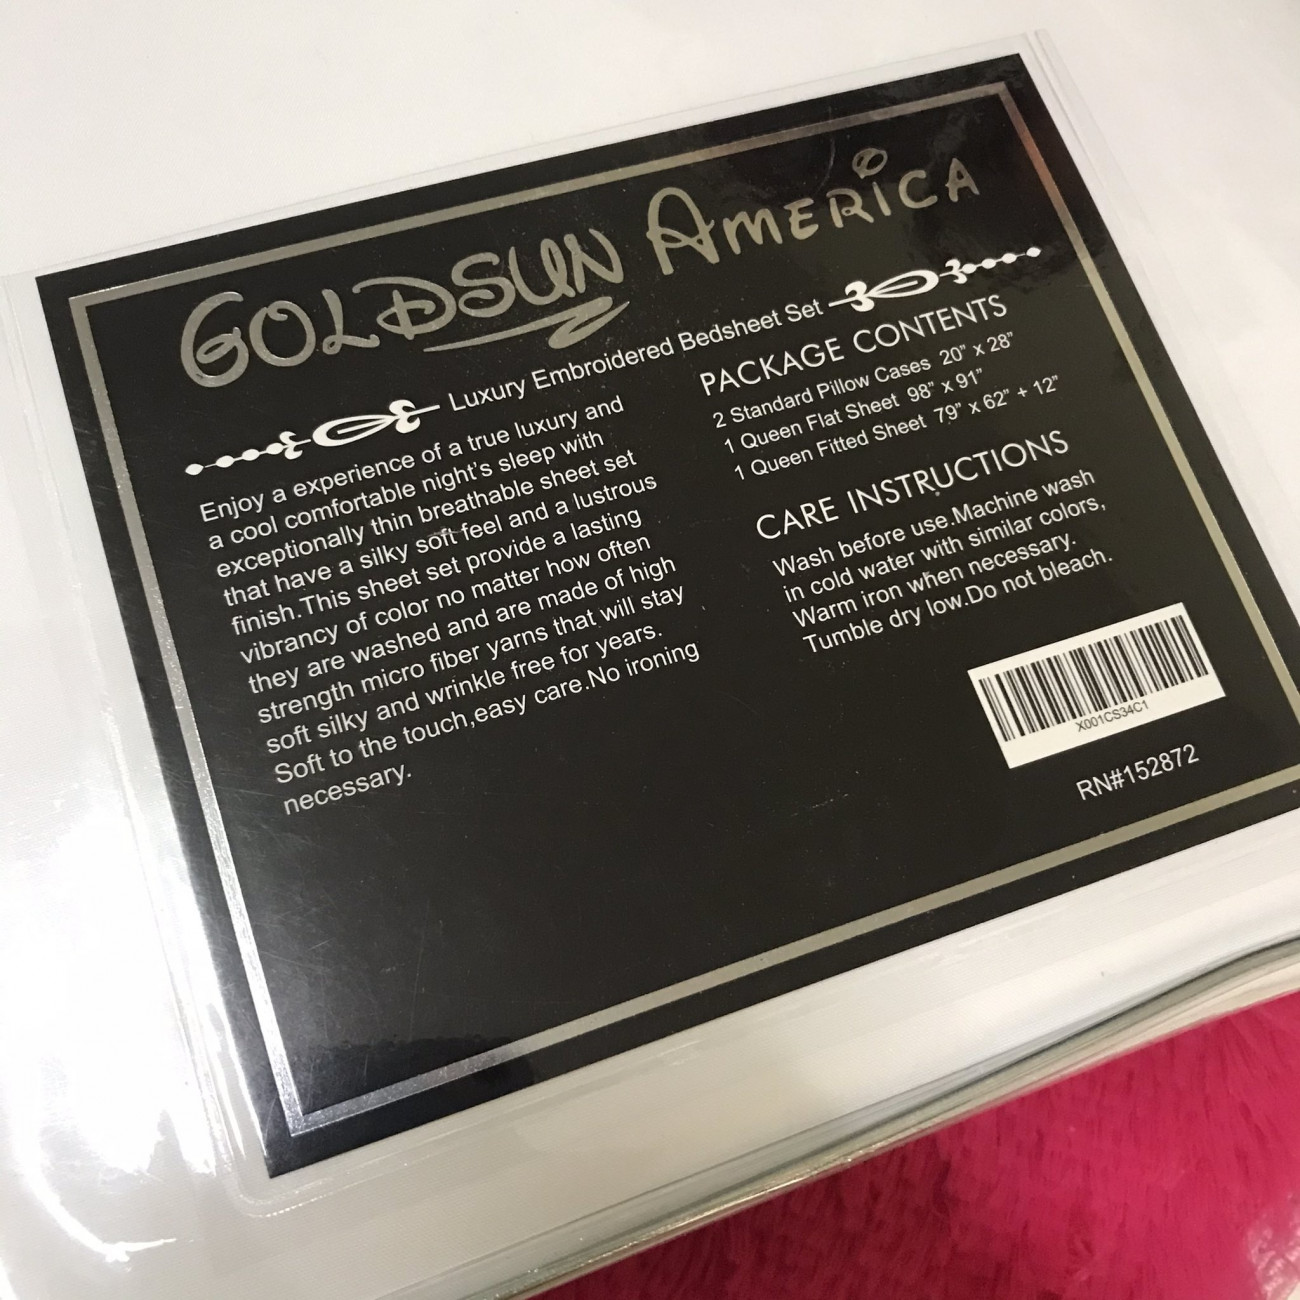 GOLDSUN AMERICA
Luxury Embroidered Bedsheet Set
Enjoy a experience of a true luxury and
a cool comfortable night's sleep with
exceptionally thin breathable sheet set
that have a silky soft feel and a lustrous
finish.This sheet set provide a lasting
vibrancy of color no matter how often
they are washed and are made of high
strength micro fiber yarns that will stay
soft silky and wrinkle free for years.
Soft to the touch,easy care.No ironing
necessary.
PACKAGE CONTENTS
2 Standard Pillow Cases 20" x 28"
1 Queen Flat Sheet 98" x 91"
1 Queen Fitted Sheet 79" x 62" + 12"
CARE INSTRUCTIONS
Wash before use.Machine wash
in cold water with similar colors,
Warm iron when necessary.
Tumble dry low.Do not bleach.
X001CS34C1
RN#152872